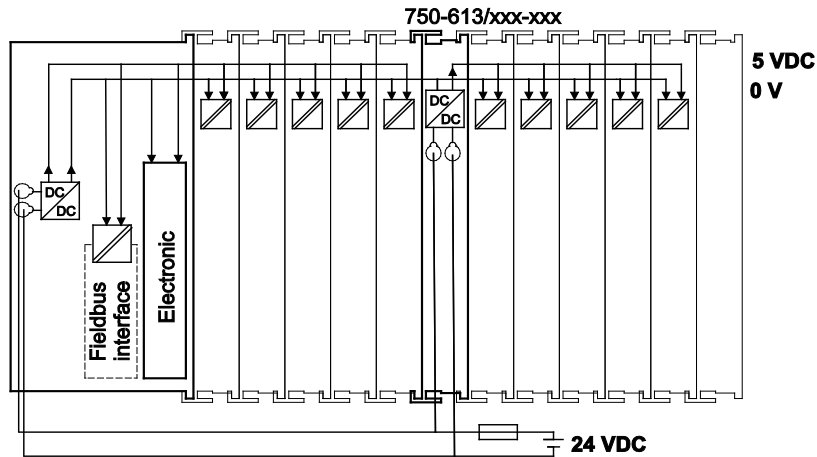 750-613/xxx-xxx
5 VDC
0 V
DC
DC
DC
DC
Fieldbus
interface
Electronic
24 VDC